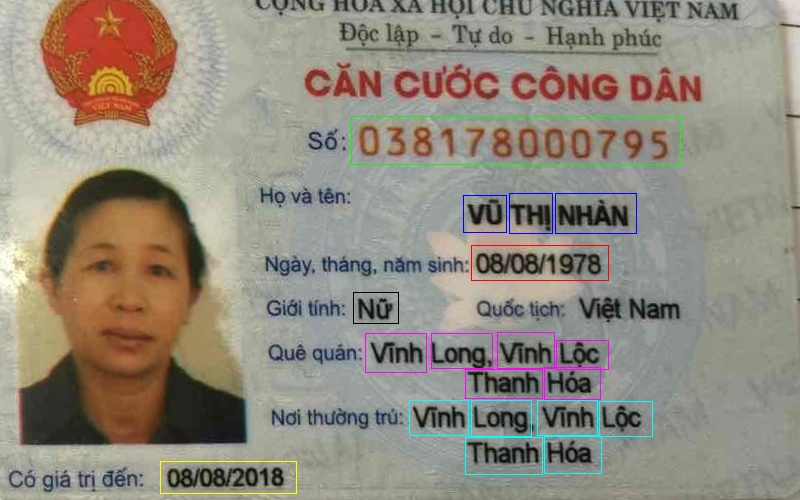 CỘNG HÒA XÃ HỘI CHỦ NGHĨA VIỆT NAM
Độc lập - Tự do - Hạnh phúc
CĂN CƯỚC CÔNG DÂN
Số: 038178000795
Họ và tên:
VŨ THỊ NHÀN
Ngày, tháng, năm sinh: 08/08/1978
Giới tính: Nữ Quốc tịch: Việt Nam
Quê quán: Vĩnh Long, Vĩnh Lộc
Thanh Hóa
Nơi thường trú: Vĩnh Long, Vĩnh Lộc
Thanh Hóa
Có giá trị đến: 08/08/2018